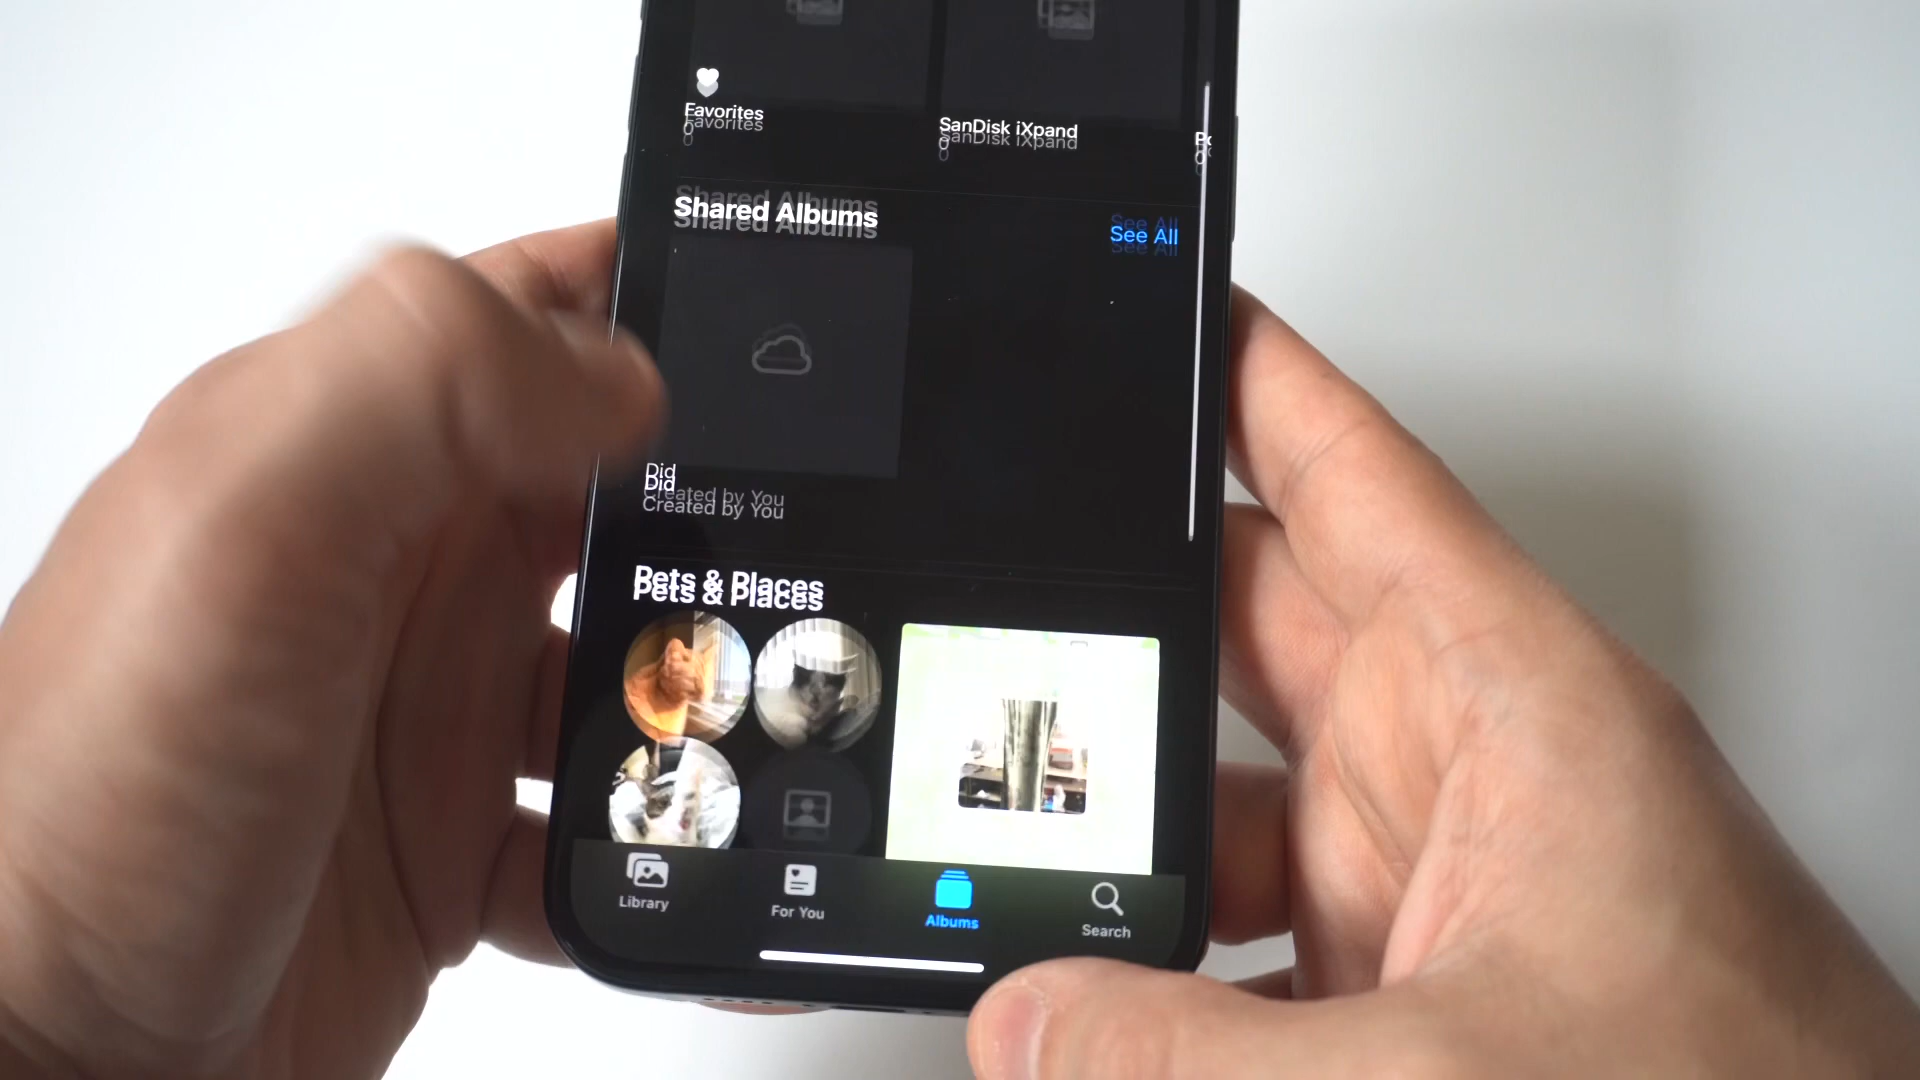 Favorites
0
SanDisk iXpand
0
0
Shared Albums
See All
Did
Created by You
Pets & Places
Library
For You
Albums
Search